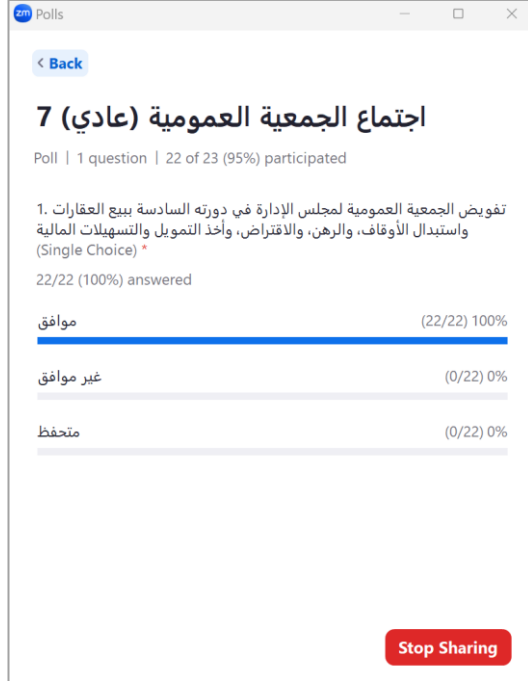 zm Polls
< Back
اجتماع الجمعية العمومية (عادي) 7
Poll | 1 question | 22 of 23 (95%) participated
1. تفويض الجمعية العمومية لمجلس الإدارة في دورته السادسة ببيع العقارات
واستبدال الأوقاف، والرهن، والاقتراض، وأخذ التمويل والتسهيلات المالية
(Single Choice) *
22/22 (100%) answered
موافق (22/22) 100%
غير موافق (0/22) 0%
متحفظ (0/22) 0%
Stop Sharing